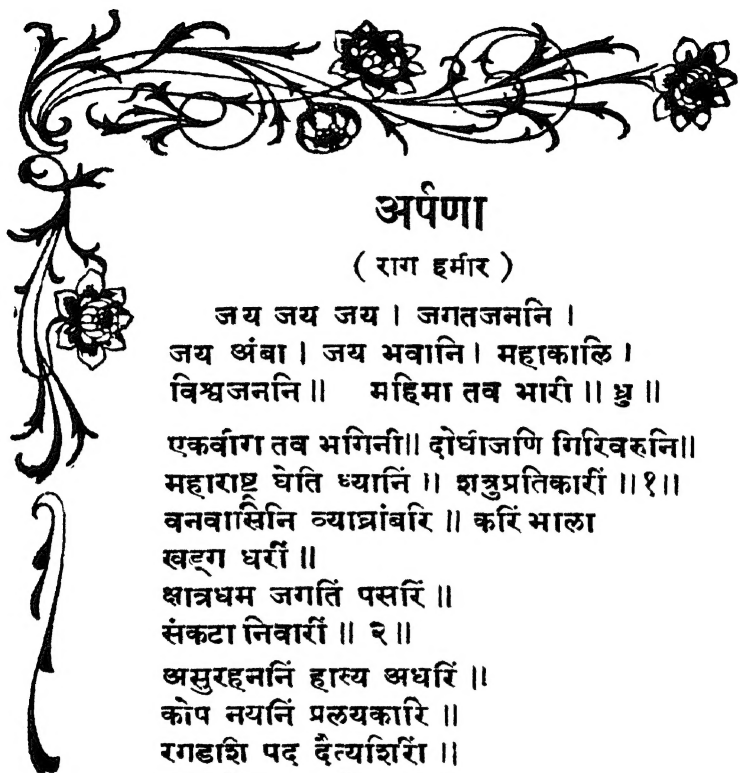 अर्पणा
( राग हमीर )
जय जय जय । जगतजननि ।
जय अंबा । जय भवानि । महाकालि ।
विश्वजननि ॥ महिमा तव भारी ॥ ध्रु ॥
एकवीरा तव भगिनी ॥ दोघीजणि गिरिवरुनि ॥
महाराष्ट्र घेति ध्यानिं ॥ शत्रुप्रतिकारीं ॥ १ ॥
वनवासिनि व्याघ्रांबरि ॥ करिं भाला
खड्ग धरीं ॥
क्षात्रधम जगतिं पसरिं ॥
संकटा निवारीं ॥ २ ॥
असुरहननिं हास्य अधरिं ॥
कोप नयनिं प्रलयकारि ॥
रगडाशि पद दैत्यशिरीं ॥